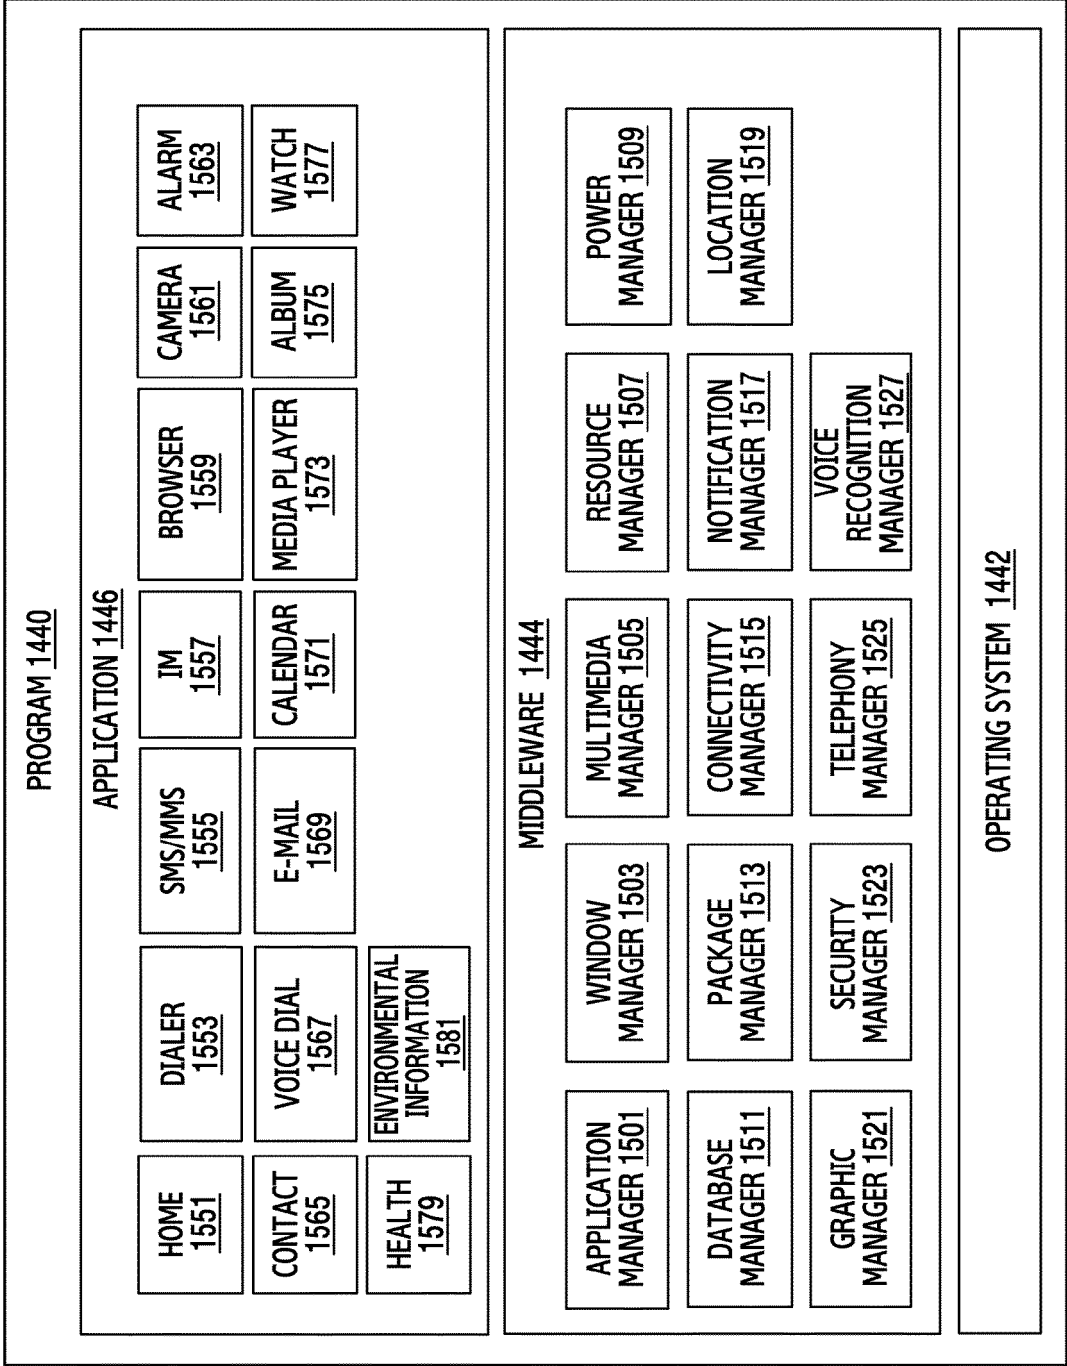 PROGRAM 1440
APPLICATION 1446
HOME
1551
DIALER
1553
SMS/MMS
1555
IM
1557
BROWSER
1559
CAMERA
1561
ALARM
1563
CONTACT
1565
VOICE DIAL
1567
E-MAIL
1569
CALENDAR
1571
MEDIA PLAYER
1573
ALBUM
1575
WATCH
1577
HEALTH
1579
ENVIRONMENTAL
INFORMATION
1581
MIDDLEWARE 1444
APPLICATION
MANAGER 1501
WINDOW
MANAGER 1503
MULTIMEDIA
MANAGER 1505
RESOURCE
MANAGER 1507
POWER
MANAGER 1509
DATABASE
MANAGER 1511
PACKAGE
MANAGER 1513
CONNECTIVITY
MANAGER 1515
NOTIFICATION
MANAGER 1517
LOCATION
MANAGER 1519
GRAPHIC
MANAGER 1521
SECURITY
MANAGER 1523
TELEPHONY
MANAGER 1525
VOICE
RECOGNITION
MANAGER 1527
OPERATING SYSTEM 1442